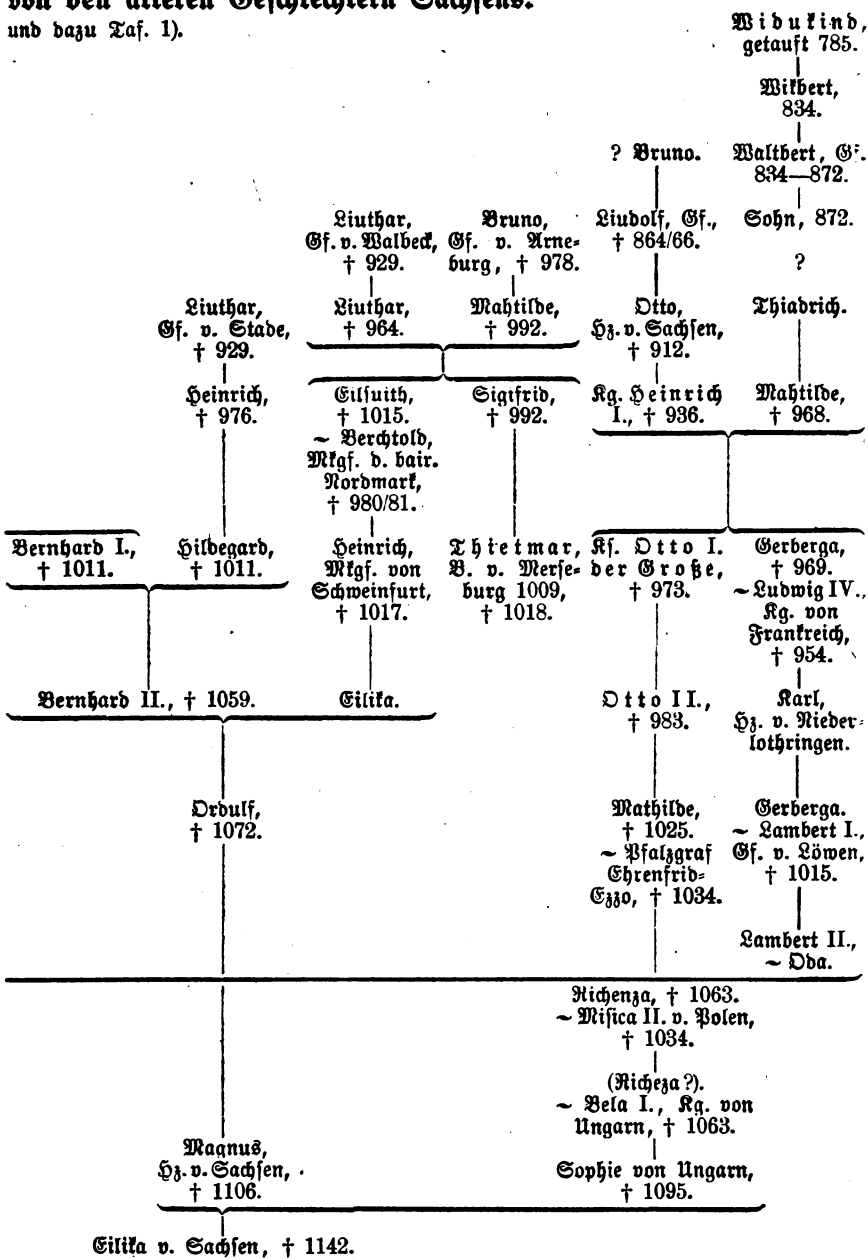 von den älteren Geschlechtern Sachsens.
und dazu Taf. 1).
Widukind,
getauft 785.
Wikbert,
834.
? Bruno.
Waltbert, Gf.
834—872.
Liuthar,
Gf. v. Walbeck,
† 929.
Bruno,
Gf. v. Arne-
burg, † 978.
Liudolf, Gf.,
† 864/66.
Sohn, 872.
?
Liuthar,
Gf. v. Stade,
† 929.
Liuthar,
† 964.
Mahtilde,
† 992.
Otto,
Hz. v. Sachsen,
† 912.
Thiadrich.
Heinrich,
† 976.
Eilsuith,
† 1015.
~ Berchtold,
Mkgf. d. bair.
Nordmark,
† 980/81.
Sigifrid,
† 992.
Kg. Heinrich
I., † 936.
Mahtilde,
† 968.
Bernhard I.,
† 1011.
Hildegard,
† 1011.
Heinrich,
Mkgf. von
Schweinfurt,
† 1017.
Thietmar,
B. v. Merse-
burg 1009,
† 1018.
Ks. Otto I.
der Große,
† 973.
Gerberga,
† 969.
~ Ludwig IV.,
Kg. von
Frankreich,
† 954.
Bernhard II., † 1059.
Eilika.
Otto II.,
† 983.
Karl,
Hz. v. Nieder-
lothringen.
Ordulf,
† 1072.
Mathilde,
† 1025.
~ Pfalzgraf
Ehrenfrid-
Ezzo, † 1034.
Gerberga.
~ Lambert I.,
Gf. v. Löwen,
† 1015.
Lambert II.,
~ Oda.
Richenza, † 1063.
~ Misica II. v. Polen,
† 1034.
(Richeza?).
~ Bela I., Kg. von
Ungarn, † 1063.
Magnus,
Hz. v. Sachsen,
† 1106.
Sophie von Ungarn,
† 1095.
Eilika v. Sachsen, † 1142.